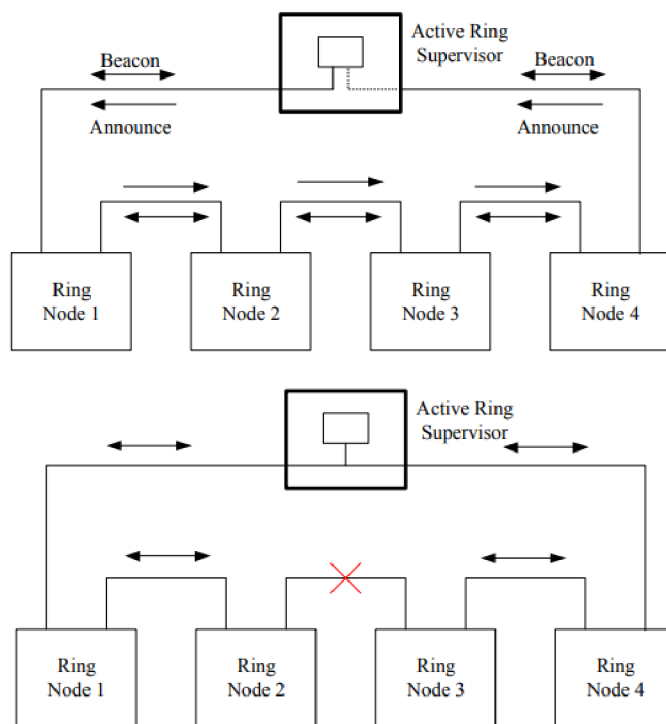 Active Ring
Supervisor
Beacon
Beacon
Announce
Announce
Ring
Node 1
Ring
Node 2
Ring
Node 3
Ring
Node 4
Active Ring
Supervisor
Ring
Node 1
Ring
Node 2
Ring
Node 3
Ring
Node 4